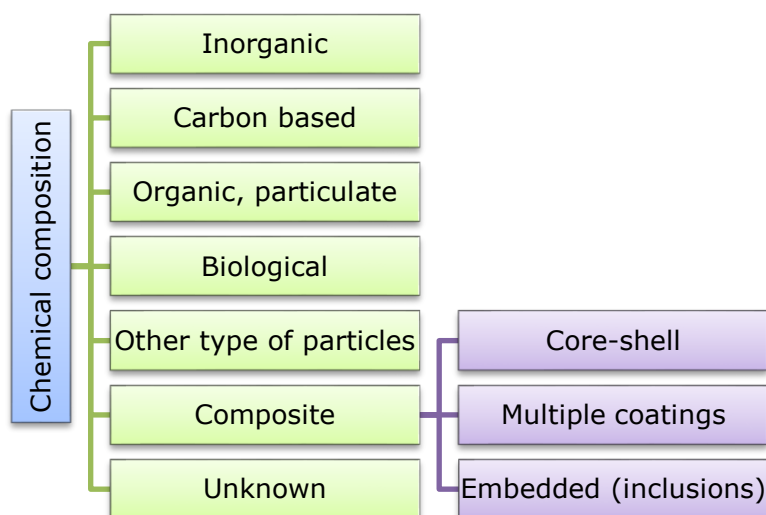 Chemical composition
Inorganic
Carbon based
Organic, particulate
Biological
Other type of particles
Composite
Unknown
Core-shell
Multiple coatings
Embedded (inclusions)